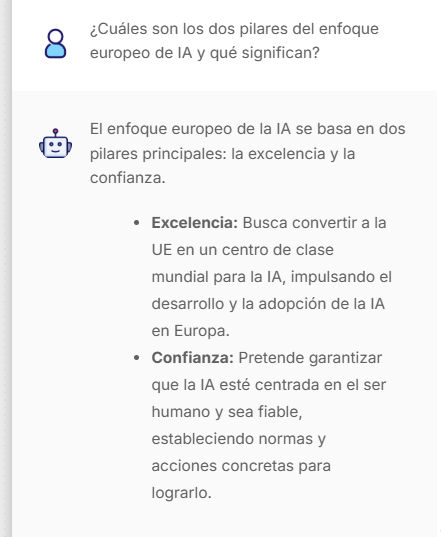 ¿Cuáles son los dos pilares del enfoque
europeo de IA y qué significan?
El enfoque europeo de la IA se basa en dos
pilares principales: la excelencia y la
confianza.
• Excelencia: Busca convertir a la
UE en un centro de clase
mundial para la IA, impulsando el
desarrollo y la adopción de la IA
en Europa.
• Confianza: Pretende garantizar
que la IA esté centrada en el ser
humano y sea fiable,
estableciendo normas y
acciones concretas para
lograrlo.